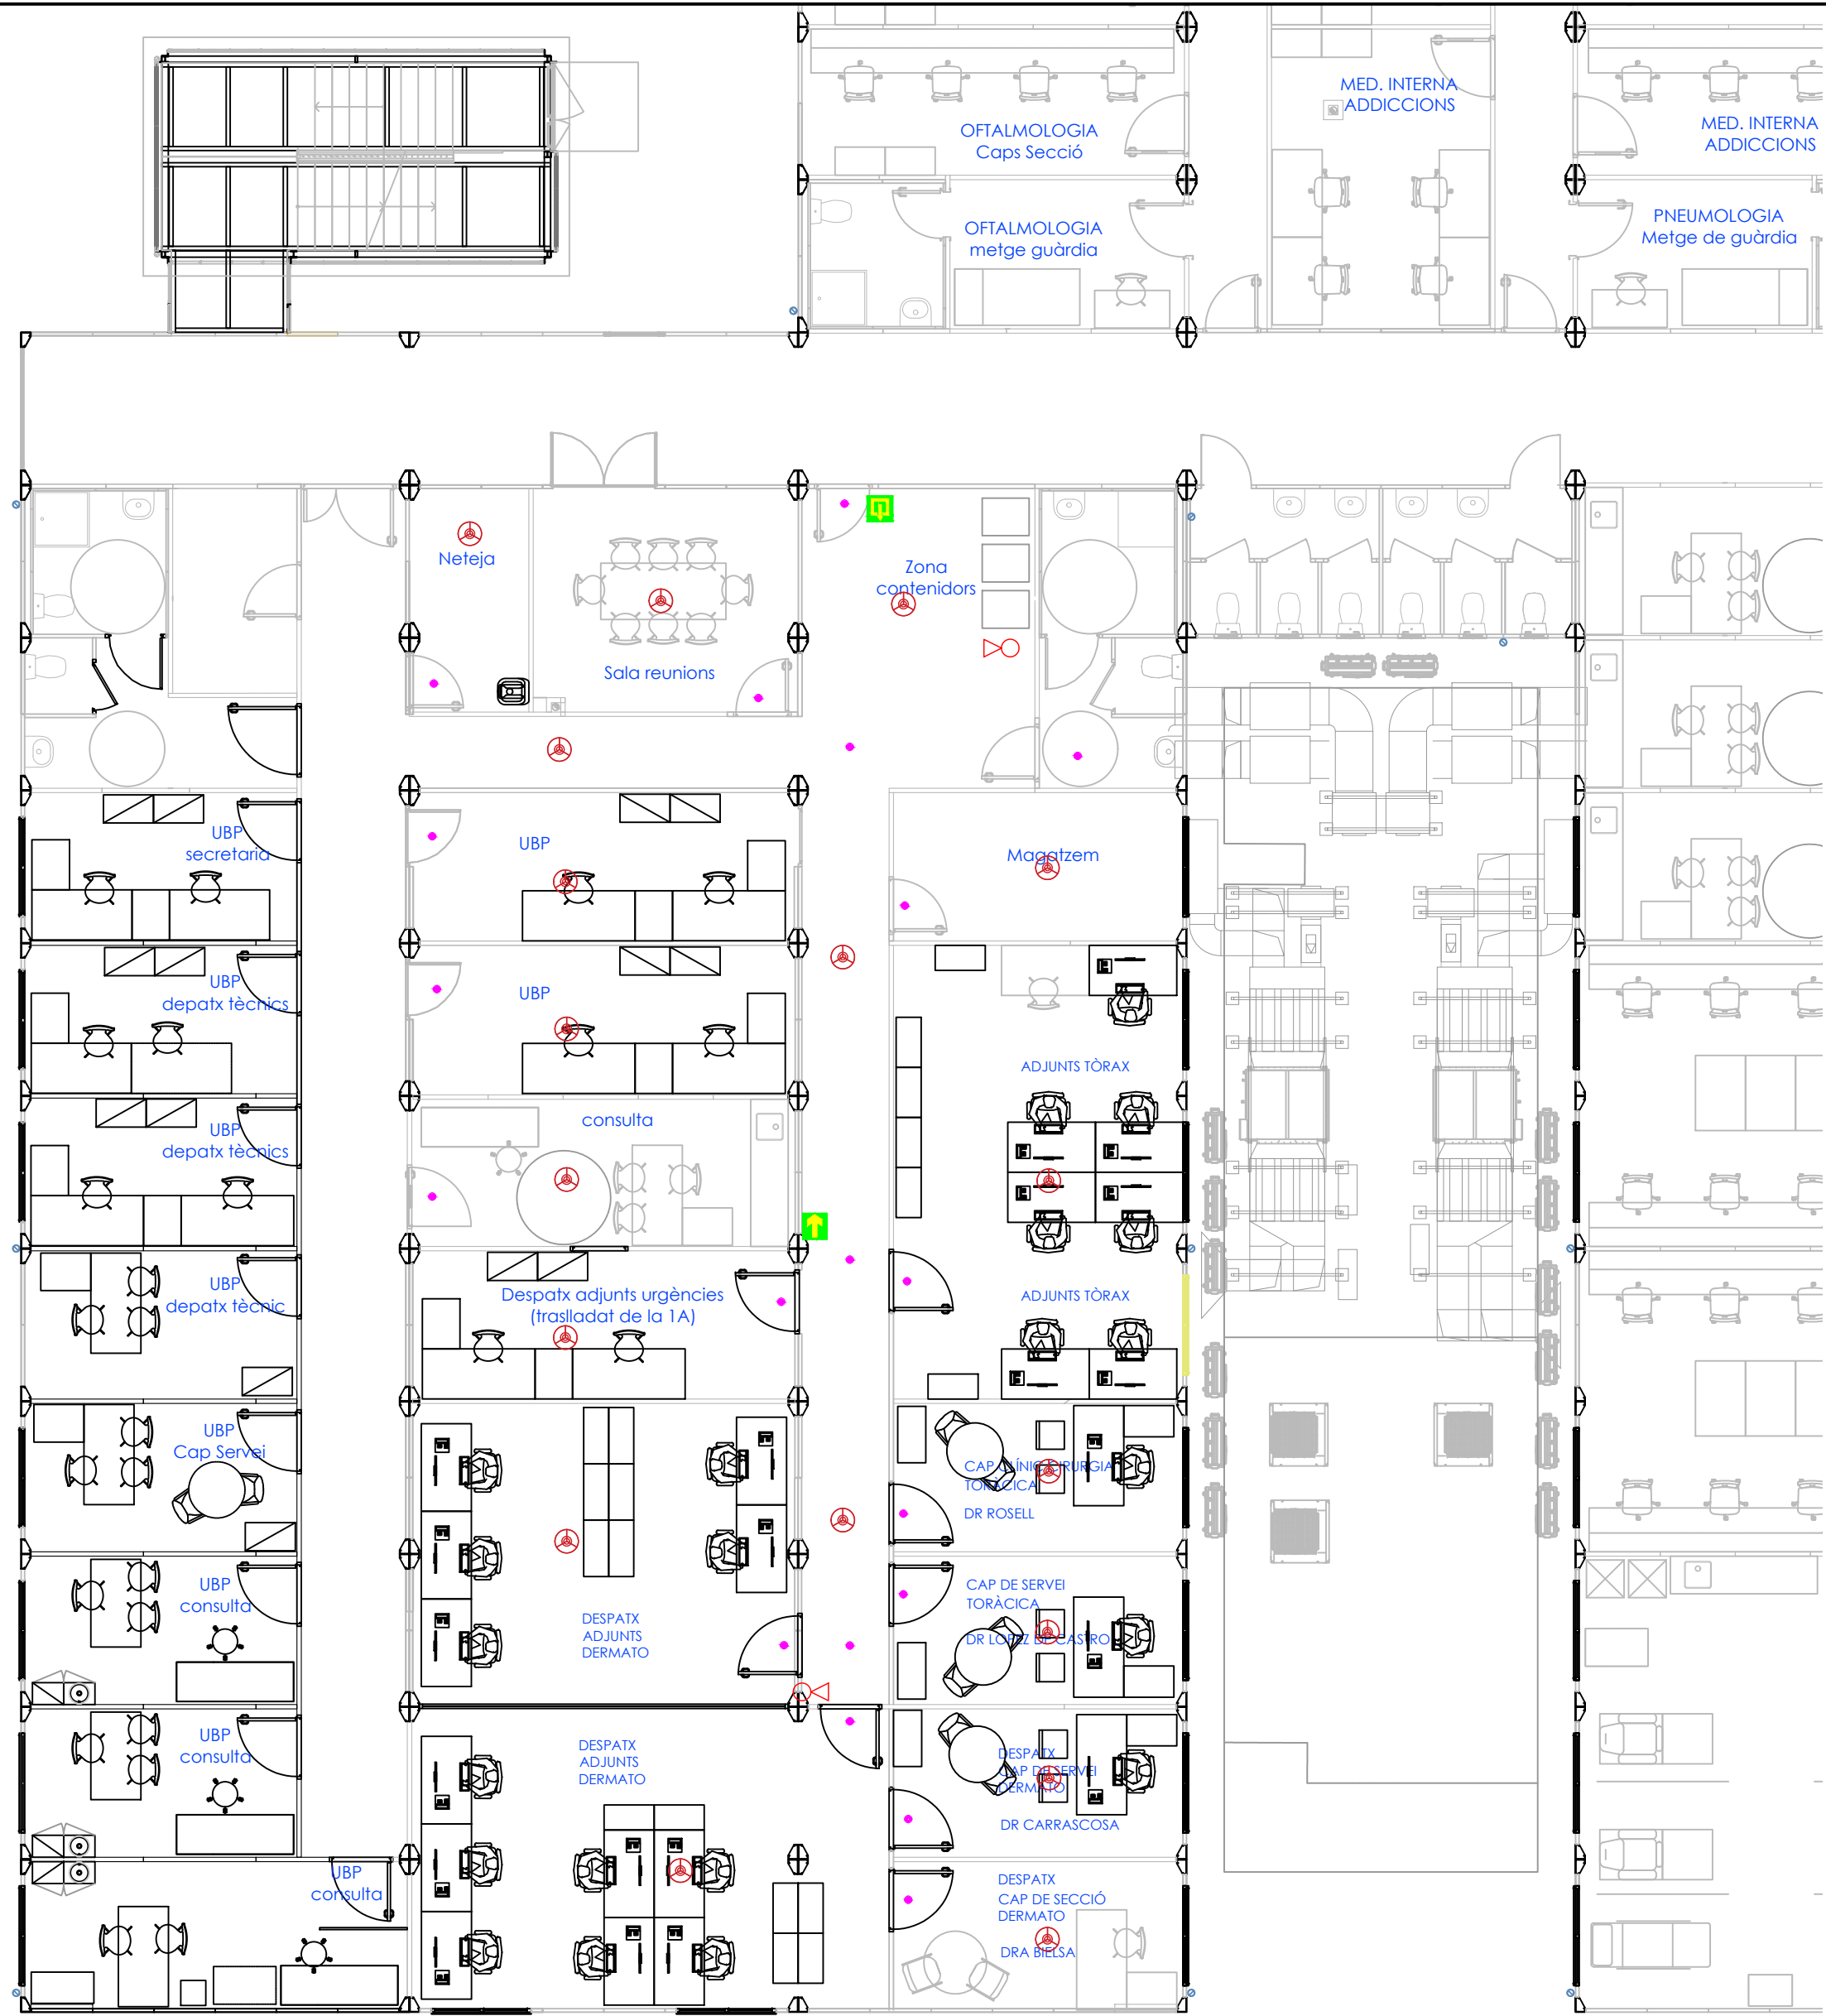 MED. INTERNA
ADDICCIONS
OFTALMOLOGIA
Caps Secció
MED. INTERNA
ADDICCIONS
OFTALMOLOGIA
metge guàrdia
PNEUMOLOGIA
Metge de guàrdia
Neteja
Zona
contenidors
Sala reunions
UBP
secretaria
UBP
Magatzem
UBP
depatx tècnics
UBP
ADJUNTS TÒRAX
UBP
depatx tècnics
consulta
UBP
depatx tècnic
Despatx adjunts urgències
(traslladat de la 1A)
ADJUNTS TÒRAX
UBP
Cap Servei
CAP CLÍNIC CIRURGIA
TORÀCICA
DR ROSELL
UBP
consulta
CAP DE SERVEI
TORÀCICA
DR LOPEZ DE CASTRO
DESPATX
ADJUNTS
DERMATO
UBP
consulta
DESPATX
ADJUNTS
DERMATO
DESPATX
CAP DE SERVEI
DERMATO
DR CARRASCOSA
UBP
consulta
DESPATX
CAP DE SECCIÓ
DERMATO
DRA BIELSA